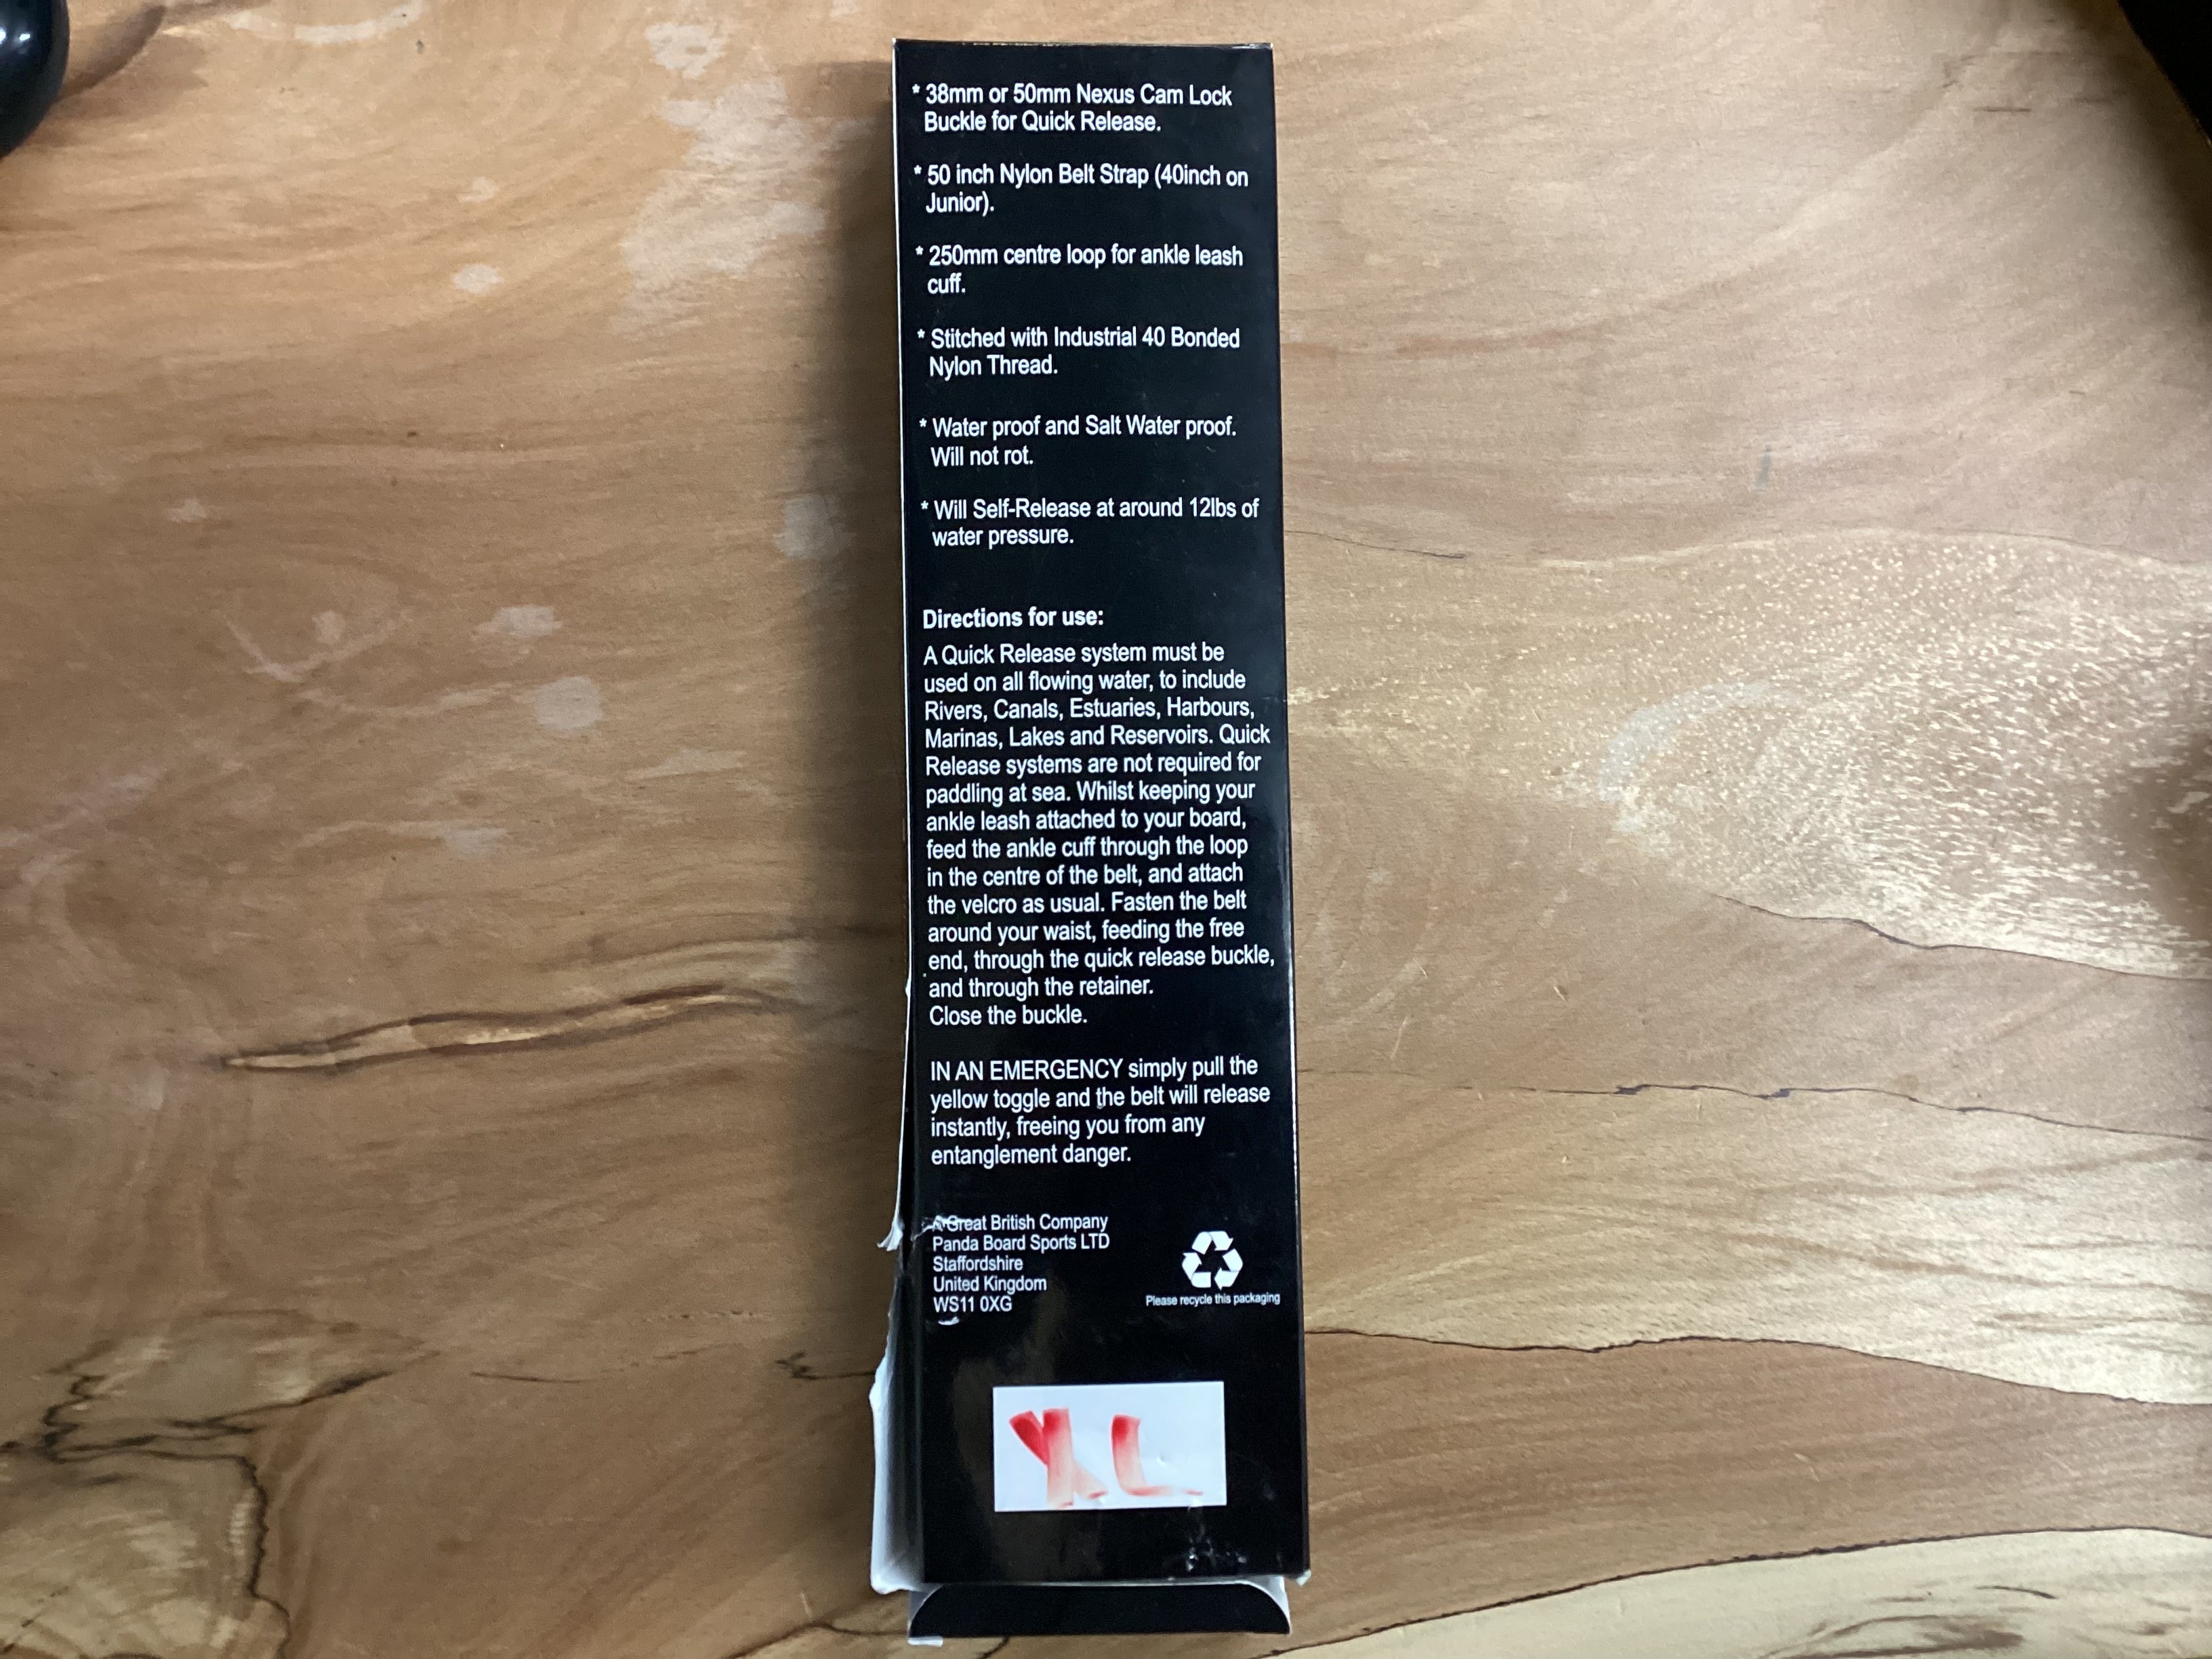 * 38mm or 50mm Nexus Cam Lock
Buckle for Quick Release.
* 50 inch Nylon Belt Strap (40inch on
Junior).
* 250mm centre loop for ankle leash
cuff.
* Stitched with Industrial 40 Bonded
Nylon Thread.
* Water proof and Salt Water proof.
Will not rot.
* Will Self-Release at around 12lbs of
water pressure.
Directions for use:
A Quick Release system must be
used on all flowing water, to include
Rivers, Canals, Estuaries, Harbours,
Marinas, Lakes and Reservoirs. Quick
Release systems are not required for
paddling at sea. Whilst keeping your
ankle leash attached to your board,
feed the ankle cuff through the loop
in the centre of the belt, and attach
the velcro as usual. Fasten the belt
around your waist, feeding the free
end, through the quick release buckle,
and through the retainer.
Close the buckle.
IN AN EMERGENCY simply pull the
yellow toggle and the belt will release
instantly, freeing you from any
entanglement danger.
A Great British Company
Panda Board Sports LTD
Staffordshire
United Kingdom
WS11 0XG
Please recycle this packaging
XL